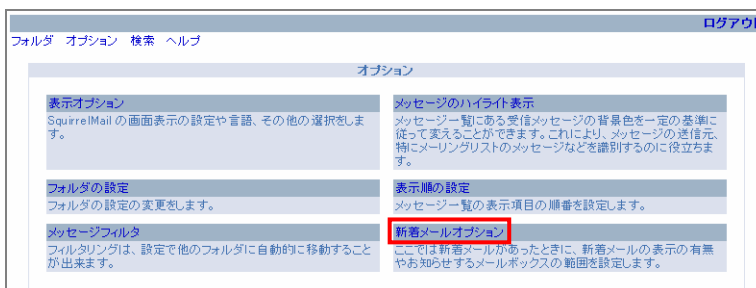 ログアウト
フォルダ オプション 検索 ヘルプ
オプション
表示オプション
SquirrelMail の画面表示の設定や言語、その他の選択をしま
す。
メッセージのハイライト表示
メッセージ一覧にある受信メッセージの背景色を一定の基準に
従って変えることができます。これにより、メッセージの送信元、
特にメーリングリストのメッセージなどを識別するのに役立ちま
す。
フォルダの設定
フォルダの設定の変更をします。
表示順の設定
メッセージ一覧の表示項目の順番を設定します。
メッセージフィルタ
フィルタリングは、設定で他のフォルダに自動的に移動すること
が出来ます。
新着メールオプション
ここでは新着メールがあったときに、新着メールの表示の有無
やお知らせするメールボックスの範囲を設定します。